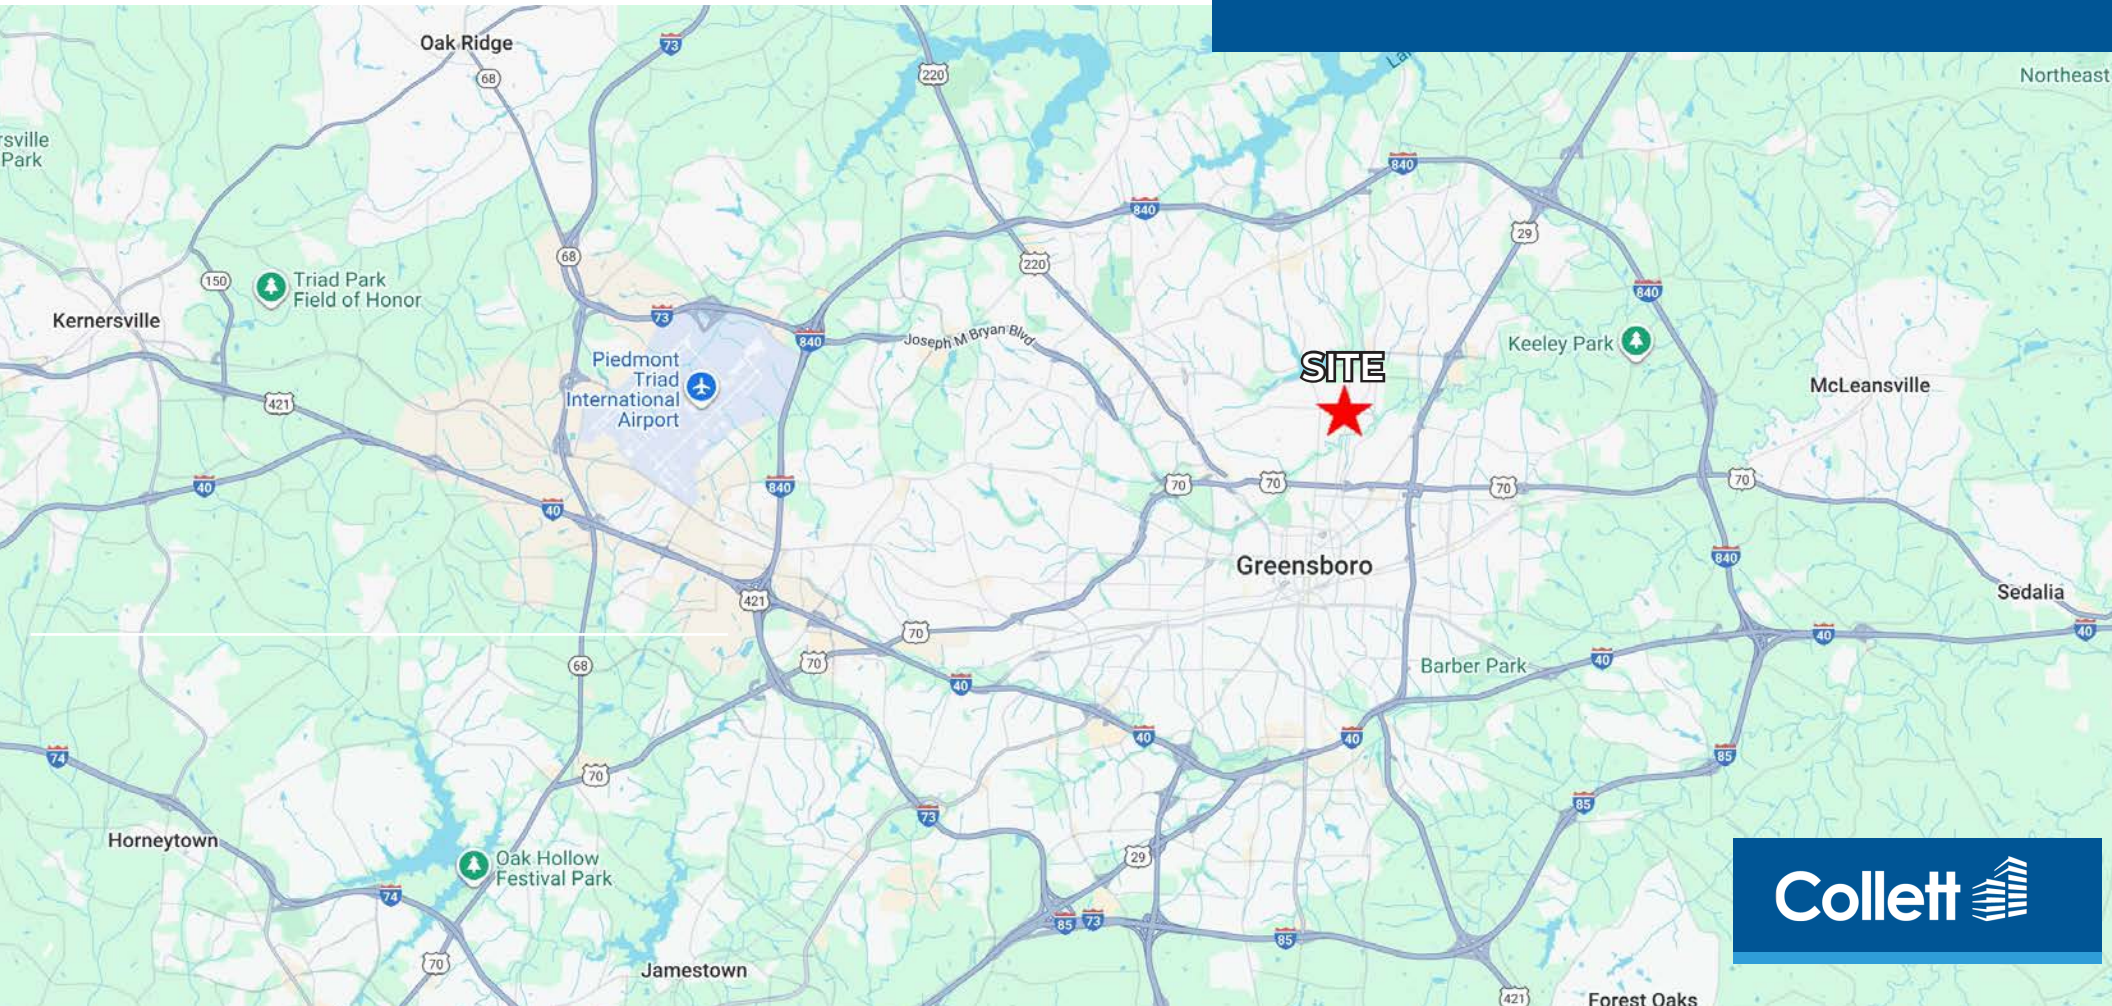 Oak Ridge
73
68
220
La
Northeast
rsville
Park
840
840
29
68
220
150
Triad Park
Field of Honor
840
Kernersville
73
840
Joseph M Bryan Blvd
Keeley Park
Piedmont
Triad
International
Airport
SITE
McLeansville
421
40
840
70
70
70
70
40
Greensboro
840
421
Sedalia
70
40
40
68
70
Barber Park
40
40
74
40
40
70
85
73
85
Horneytown
29
Oak Hollow
Festival Park
74
Collett
85
73
85
70
Jamestown
421
Forest Oaks